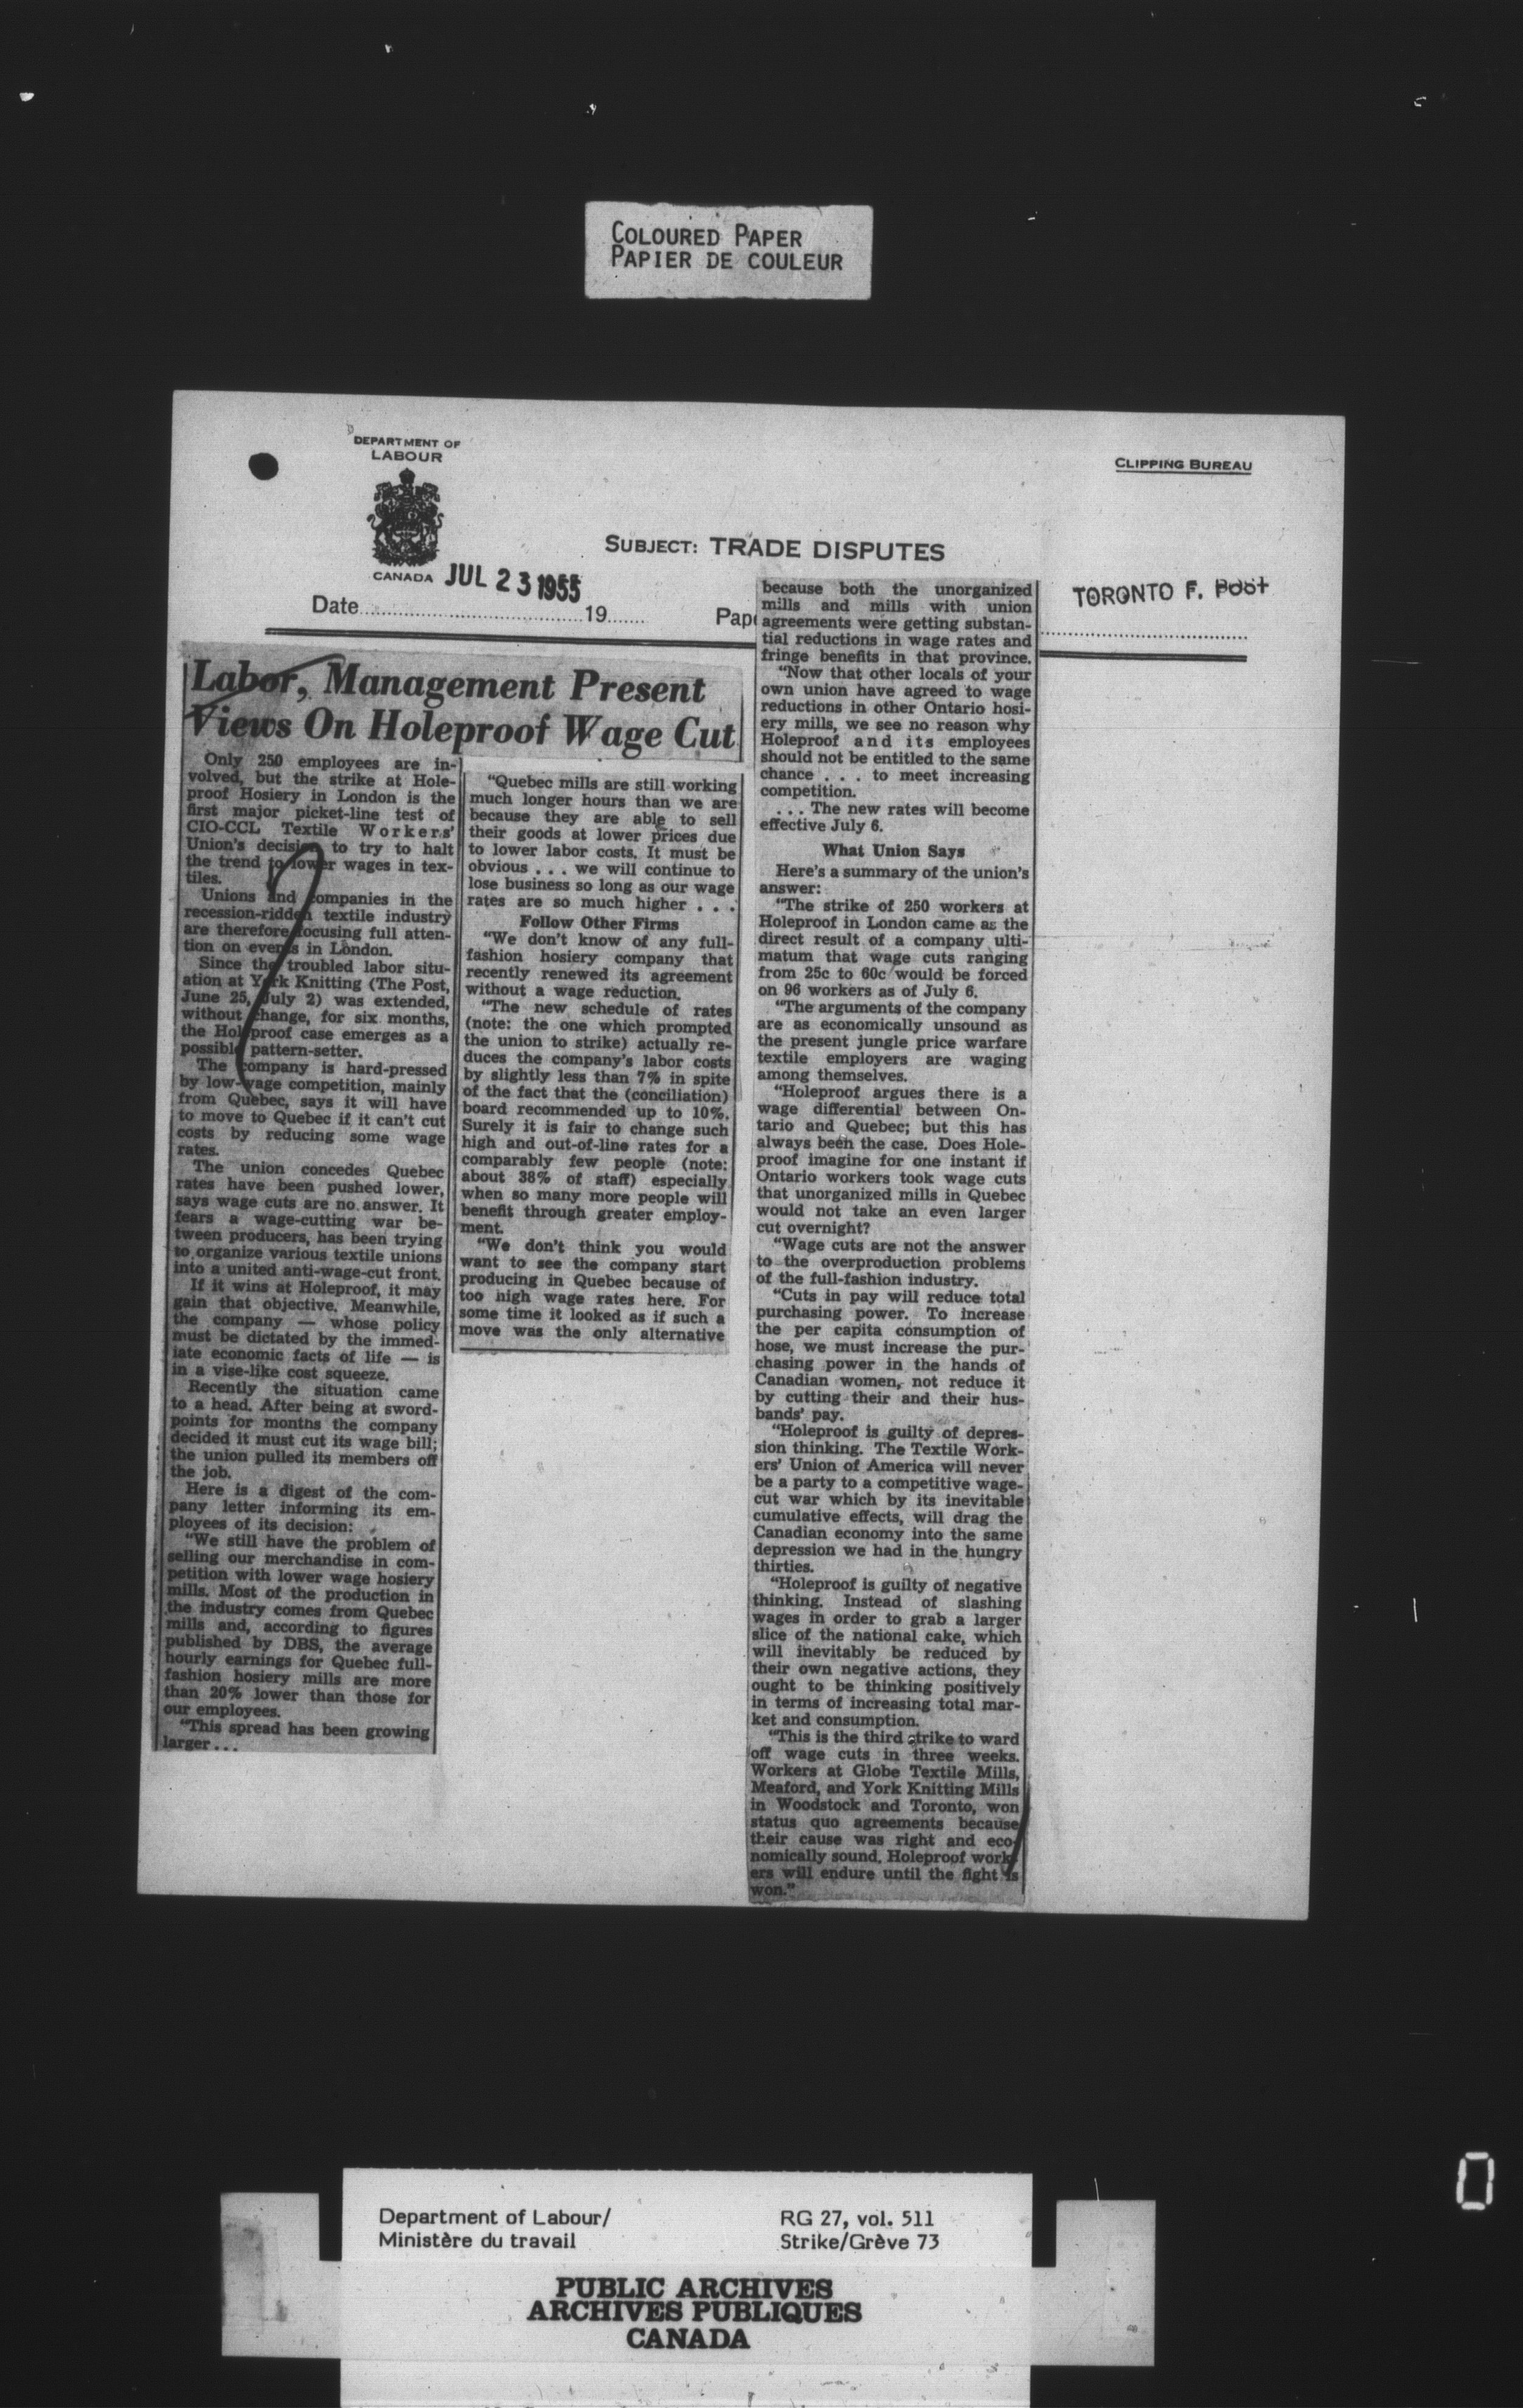 COLOURED PAPER
PAPIER DE COULEUR
DEPARTMENT OF
LABOUR
CANADA
CLIPPING BUREAU
SUBJECT: TRADE DISPUTES
JUL 23 1955
TORONTO F. Post
Date 19
Pape
Labor, Management Present
Views On Holeproof Wage Cut
Only 250 employees are in-
volved, but the strike at Hole-
proof Hosiery in London is the
first major picket-line test of
CIO-CCL Textile Workers'
Union's decision to try to halt
the trend to lower wages in tex-
tiles.
Unions and companies in the
recession-ridden textile industry
are therefore focusing full atten-
tion on events in London.
Since the troubled labor situ-
ation at York Knitting (The Post,
June 25, July 2) was extended,
without change, for six months,
the Holeproof case emerges as a
possible pattern-setter.
The company is hard-pressed
by low-wage competition, mainly
from Quebec, says it will have
to move to Quebec if it can't cut
costs by reducing some wage
rates.
The union concedes Quebec
rates have been pushed lower,
says wage cuts are no answer. It
fears a wage-cutting war be-
tween producers, has been trying
to organize various textile unions
into a united anti-wage-cut front.
If it wins at Holeproof, it may
gain that objective. Meanwhile,
the company — whose policy
must be dictated by the immed-
iate economic facts of life — is
in a vise-like cost squeeze.
Recently the situation came
to a head. After being at sword-
points for months the company
decided it must cut its wage bill;
the union pulled its members off
the job.
Here is a digest of the com-
pany letter informing its em-
ployees of its decision:
"We still have the problem of
selling our merchandise in com-
petition with lower wage hosiery
mills. Most of the production in
the industry comes from Quebec
mills and, according to figures
published by DBS, the average
hourly earnings for Quebec full-
fashion hosiery mills are more
than 20% lower than those for
our employees.
"This spread has been growing
larger...
"Quebec mills are still working
much longer hours than we are
because they are able to sell
their goods at lower prices due
to lower labor costs. It must be
obvious . . . we will continue to
lose business so long as our wage
rates are so much higher . . .
Follow Other Firms
"We don't know of any full-
fashion hosiery company that
recently renewed its agreement
without a wage reduction.
"The new schedule of rates
(note: the one which prompted
the union to strike) actually re-
duces the company's labor costs
by slightly less than 7% in spite
of the fact that the (conciliation)
board recommended up to 10%.
Surely it is fair to change such
high and out-of-line rates for a
comparably few people (note:
about 38% of staff) especially
when so many more people will
benefit through greater employ-
ment.
"We don't think you would
want to see the company start
producing in Quebec because of
too high wage rates here. For
some time it looked as if such a
move was the only alternative
because both the unorganized
mills and mills with union
agreements were getting substan-
tial reductions in wage rates and
fringe benefits in that province.
"Now that other locals of your
own union have agreed to wage
reductions in other Ontario hosi-
ery mills, we see no reason why
Holeproof and its employees
should not be entitled to the same
chance . . . to meet increasing
competition.
. . . The new rates will become
effective July 6.
What Union Says
Here's a summary of the union's
answer:
"The strike of 250 workers at
Holeproof in London came as the
direct result of a company ulti-
matum that wage cuts ranging
from 25c to 60c would be forced
on 96 workers as of July 6.
"The arguments of the company
are as economically unsound as
the present jungle price warfare
textile employers are waging
among themselves.
"Holeproof argues there is a
wage differential between On-
tario and Quebec; but this has
always been the case. Does Hole-
proof imagine for one instant if
Ontario workers took wage cuts
that unorganized mills in Quebec
would not take an even larger
cut overnight?
"Wage cuts are not the answer
to the overproduction problems
of the full-fashion industry.
"Cuts in pay will reduce total
purchasing power. To increase
the per capita consumption of
hose, we must increase the pur-
chasing power in the hands of
Canadian women, not reduce it
by cutting their and their hus-
bands' pay.
"Holeproof is guilty of depres-
sion thinking. The Textile Work-
ers' Union of America will never
be a party to a competitive wage-
cut war which by its inevitable
cumulative effects, will drag the
Canadian economy into the same
depression we had in the hungry
thirties.
"Holeproof is guilty of negative
thinking. Instead of slashing
wages in order to grab a larger
slice of the national cake, which
will inevitably be reduced by
their own negative actions, they
ought to be thinking positively
in terms of increasing total mar-
ket and consumption.
"This is the third strike to ward
off wage cuts in three weeks.
Workers at Globe Textile Mills,
Meaford, and York Knitting Mills
in Woodstock and Toronto, won
status quo agreements because
their cause was right and eco-
nomically sound. Holeproof work-
ers will endure until the fight is
won."
Department of Labour/
Ministère du travail
RG 27, vol. 511
Strike/Grève 73
PUBLIC ARCHIVES
ARCHIVES PUBLIQUES
CANADA
0